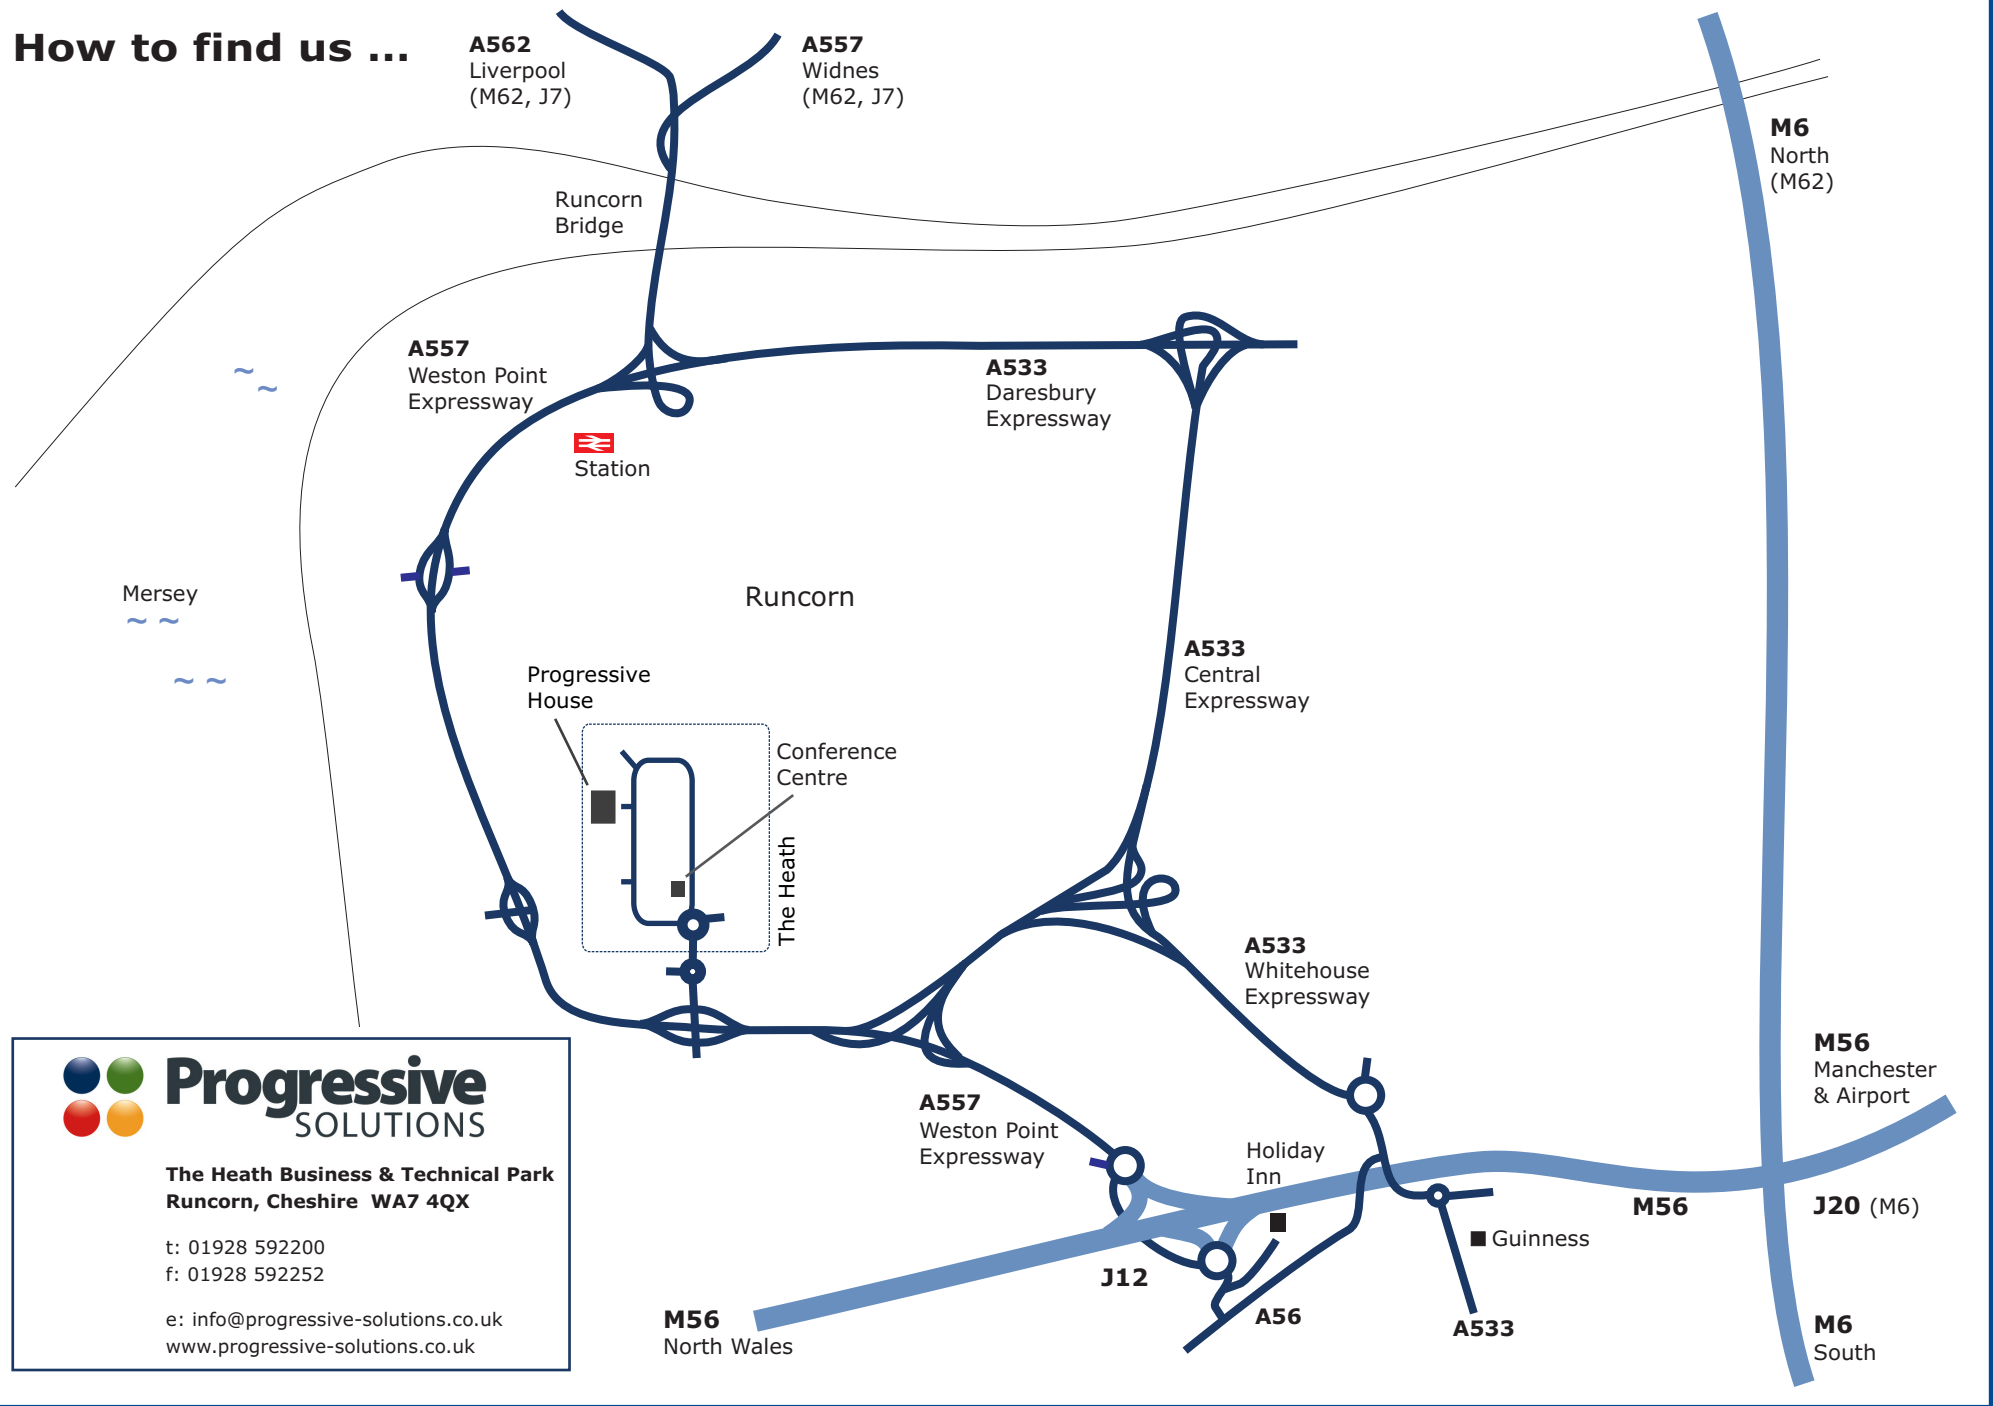 How to find us ...
A562
Liverpool
(M62, J7)
A557
Widnes
(M62, J7)
M6
North
(M62)
Runcorn
Bridge
A557
Weston Point
Expressway
A533
Daresbury
Expressway
Station
Mersey
Runcorn
A533
Central
Expressway
Progressive
House
Conference
Centre
The Heath
A533
Whitehouse
Expressway
M56
Manchester
& Airport
A557
Weston Point
Expressway
Holiday
Inn
M56
J20 (M6)
Guinness
J12
A56
A533
M56
North Wales
M6
South
Progressive
SOLUTIONS
The Heath Business & Technical Park
Runcorn, Cheshire WA7 4QX
t: 01928 592200
f: 01928 592252
e: info@progressive-solutions.co.uk
www.progressive-solutions.co.uk